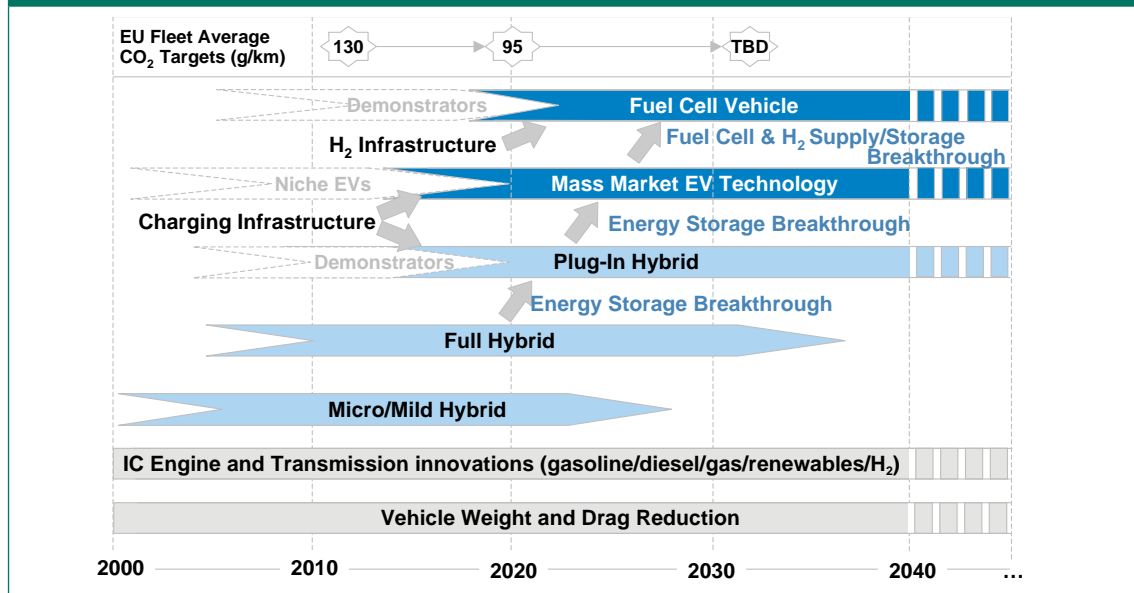 EU Fleet Average
CO₂ Targets (g/km)
130
95
TBD
Demonstrators
Fuel Cell Vehicle
H₂ Infrastructure
Fuel Cell & H₂ Supply/Storage
Breakthrough
Niche EVs
Mass Market EV Technology
Charging Infrastructure
Energy Storage Breakthrough
Demonstrators
Plug-In Hybrid
Energy Storage Breakthrough
Full Hybrid
Micro/Mild Hybrid
IC Engine and Transmission innovations (gasoline/diesel/gas/renewables/H₂)
Vehicle Weight and Drag Reduction
2000
2010
2020
2030
2040
...